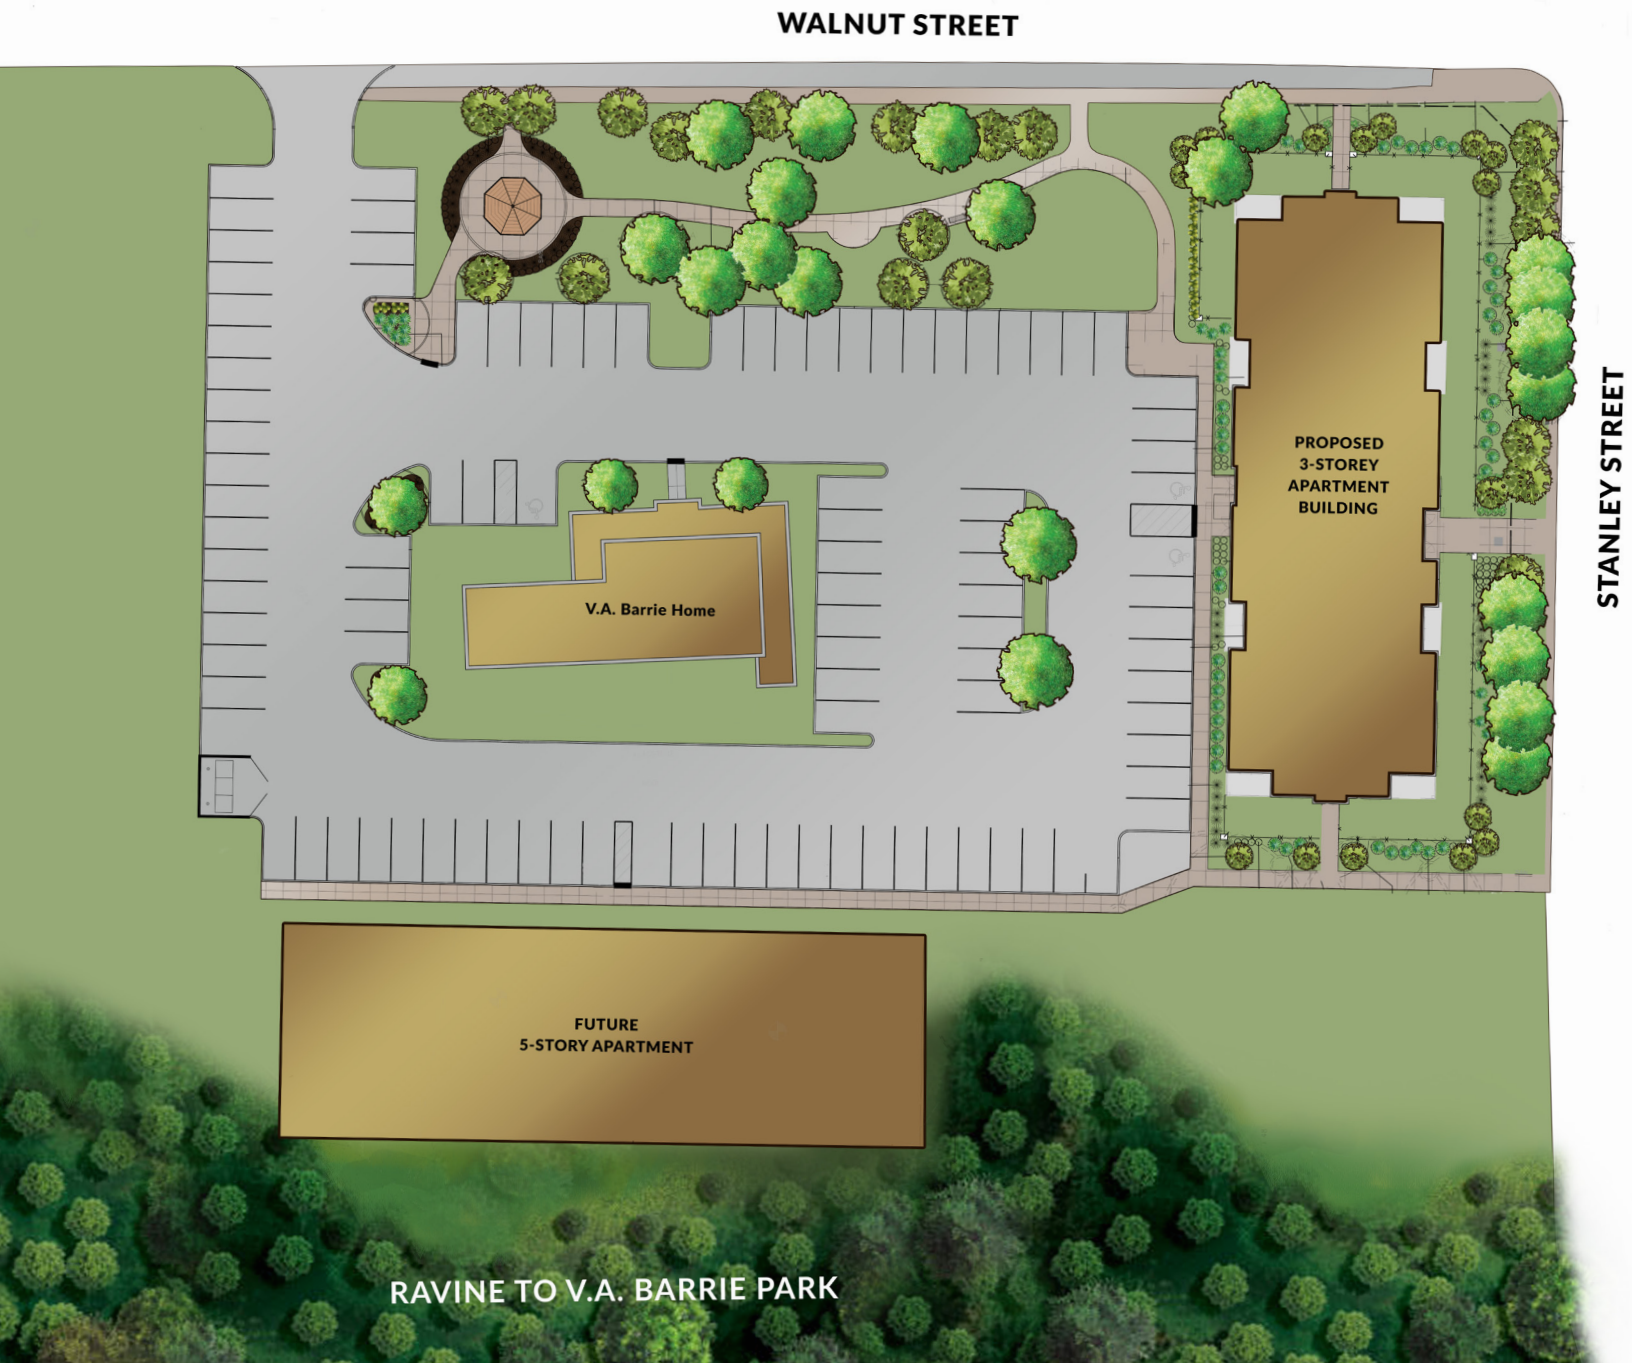 WALNUT STREET
STANLEY STREET
PROPOSED
3-STOREY
APARTMENT
BUILDING
V.A. Barrie Home
FUTURE
5-STORY APARTMENT
RAVINE TO V.A. BARRIE PARK